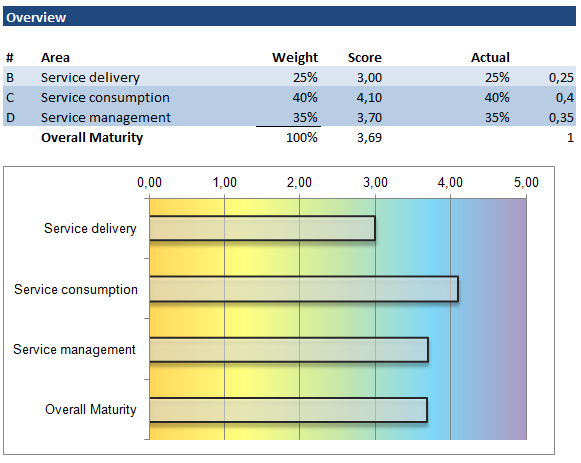 Overview
# Area Weight Score Actual
B Service delivery 25% 3,00 25% 0,25
C Service consumption 40% 4,10 40% 0,4
D Service management 35% 3,70 35% 0,35
Overall Maturity 100% 3,69 1
0,00 1,00 2,00 3,00 4,00 5,00
Service delivery
Service consumption
Service management
Overall Maturity